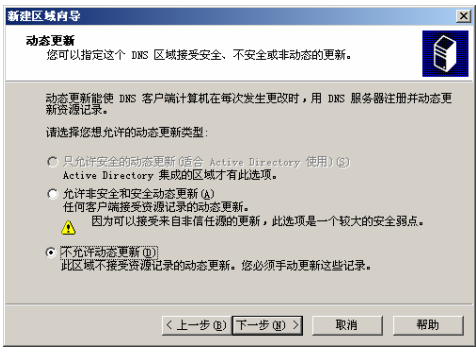 新建区域向导
动态更新
您可以指定这个 DNS 区域接受安全、不安全或非动态的更新。
动态更新能使 DNS 客户端计算机在每次发生更改时,用 DNS 服务器注册并动态更
新资源记录。
请选择您想允许的动态更新类型:
只允许安全的动态更新(适合 Active Directory 使用)(S)
Active Directory 集成的区域才有此选项。
允许非安全和安全动态更新(A)
任何客户端接受资源记录的动态更新。
因为可以接受来自非信任源的更新,此选项是一个较大的安全弱点。
不允许动态更新(D)
此区域不接受资源记录的动态更新。您必须手动更新这些记录。
< 上一步(B) 下一步(N) > 取消 帮助